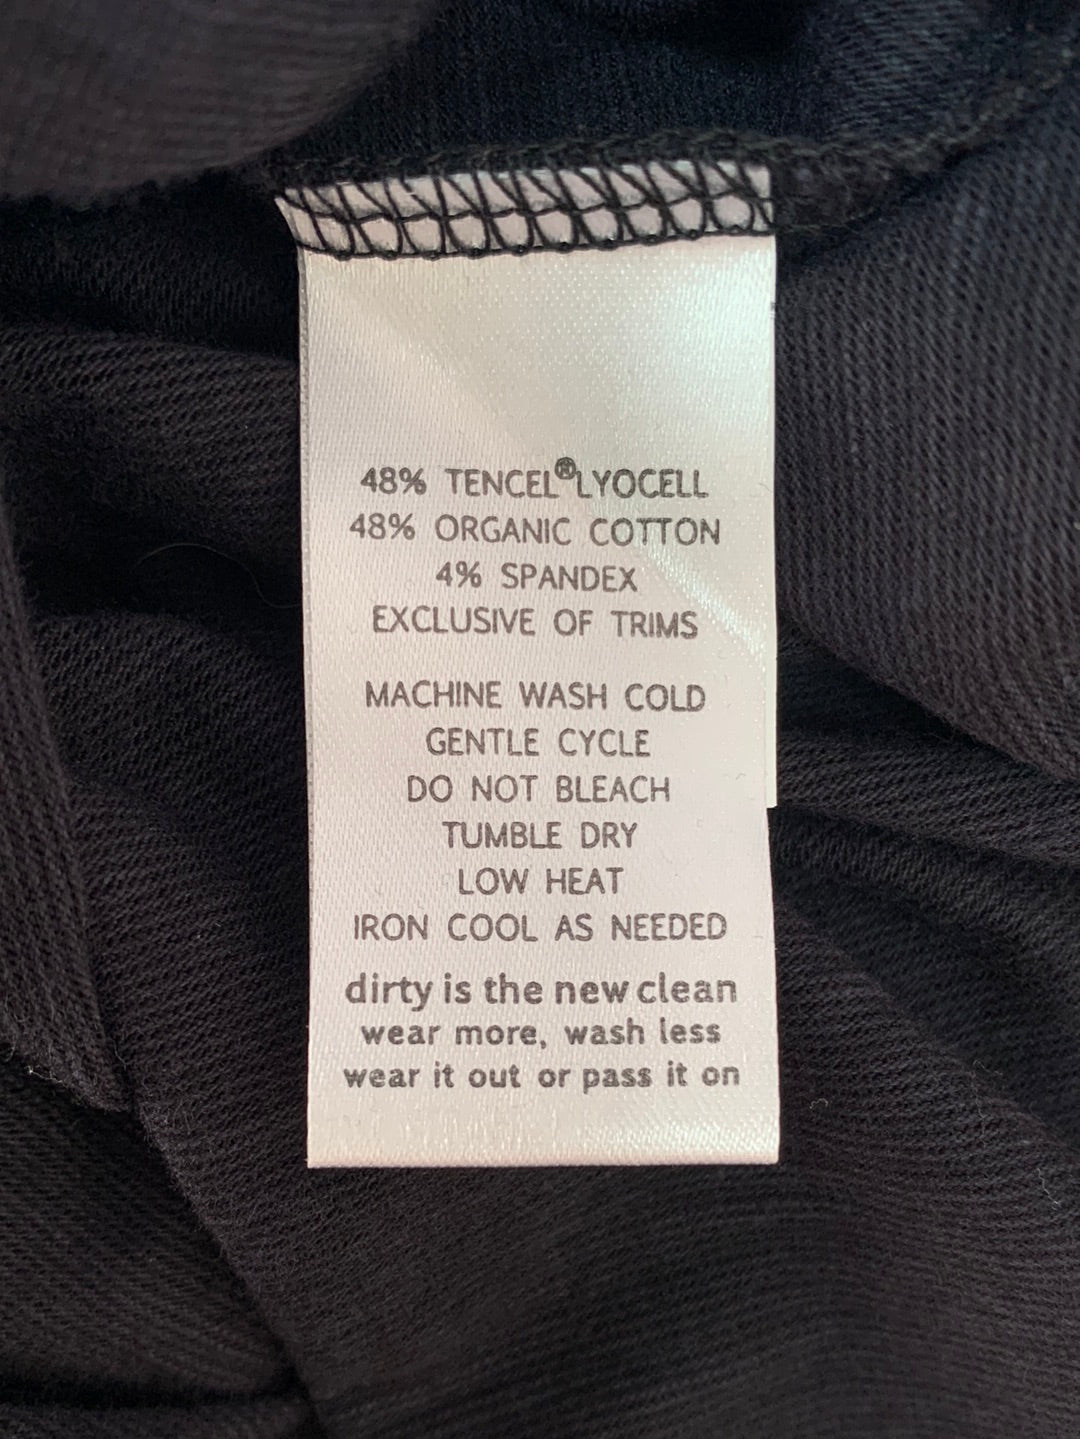 48% TENCEL®LYOCELL
48% ORGANIC COTTON
4% SPANDEX
EXCLUSIVE OF TRIMS
MACHINE WASH COLD
GENTLE CYCLE
DO NOT BLEACH
TUMBLE DRY
LOW HEAT
IRON COOL AS NEEDED
dirty is the new clean
wear more, wash less
wear it out or pass it on